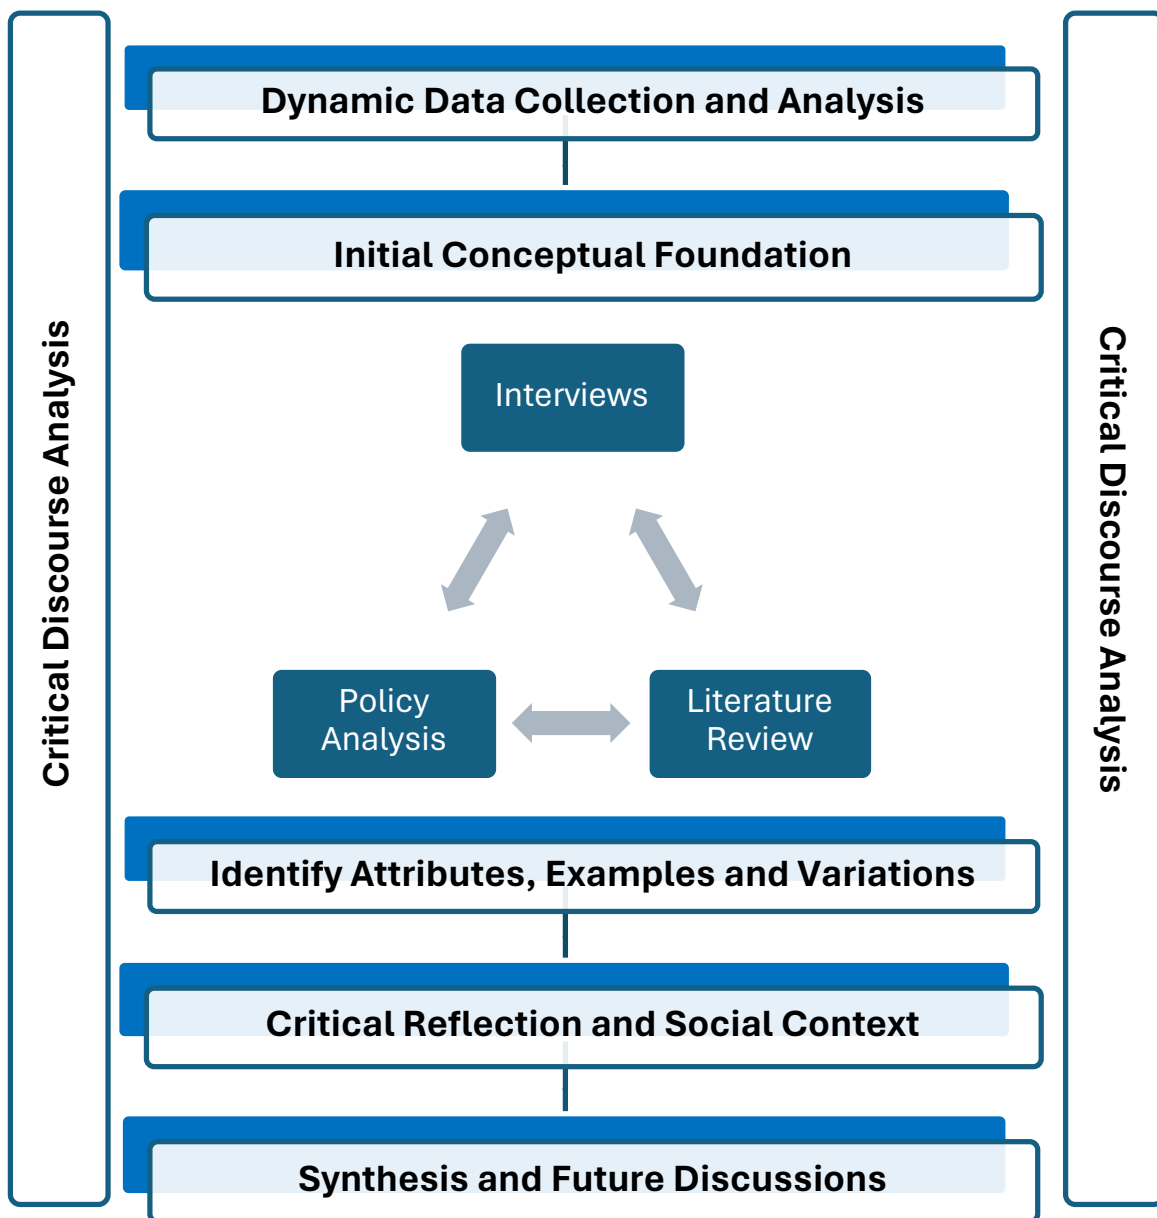 Critical Discourse Analysis
Dynamic Data Collection and Analysis
Initial Conceptual Foundation
Interviews
Policy
Analysis
Literature
Review
Identify Attributes, Examples and Variations
Critical Reflection and Social Context
Synthesis and Future Discussions
Critical Discourse Analysis